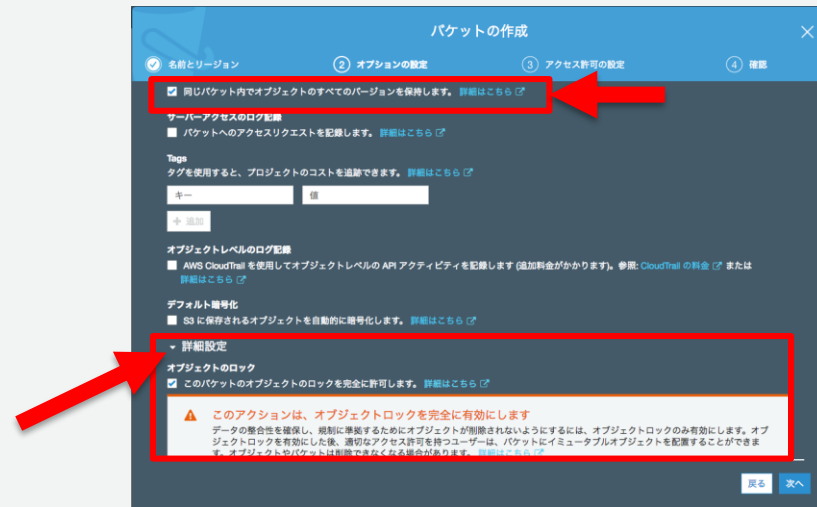 バケットの作成
名前とリージョン
2 オプションの設定
3 アクセス許可の設定
4 確認
同じバケット内でオブジェクトのすべてのバージョンを保持します。 詳細はこちら
サーバーアクセスのログ記録
バケットへのアクセスリクエストを記録します。 詳細はこちら
Tags
タグを使用すると、プロジェクトのコストを追跡できます。 詳細はこちら
キー 値
+ 追加
オブジェクトレベルのログ記録
AWS CloudTrail を使用してオブジェクトレベルの API アクティビティを記録します (追加料金がかかります)。参照: CloudTrail の料金 または
詳細はこちら
デフォルト暗号化
S3 に保存されるオブジェクトを自動的に暗号化します。 詳細はこちら
詳細設定
オブジェクトのロック
このバケットのオブジェクトのロックを完全に許可します。 詳細はこちら
このアクションは、オブジェクトロックを完全に有効にします
データの整合性を確保し、規制に準拠するためにオブジェクトが削除されないようにするには、オブジェクトロックのみ有効にします。オブ
ジェクトロックを有効にした後、適切なアクセス許可を持つユーザーは、バケットにイミュータブルオブジェクトを配置することができま
す。オブジェクトやバケットは削除できなくなる場合があります。 詳細はこちら
戻る 次へ